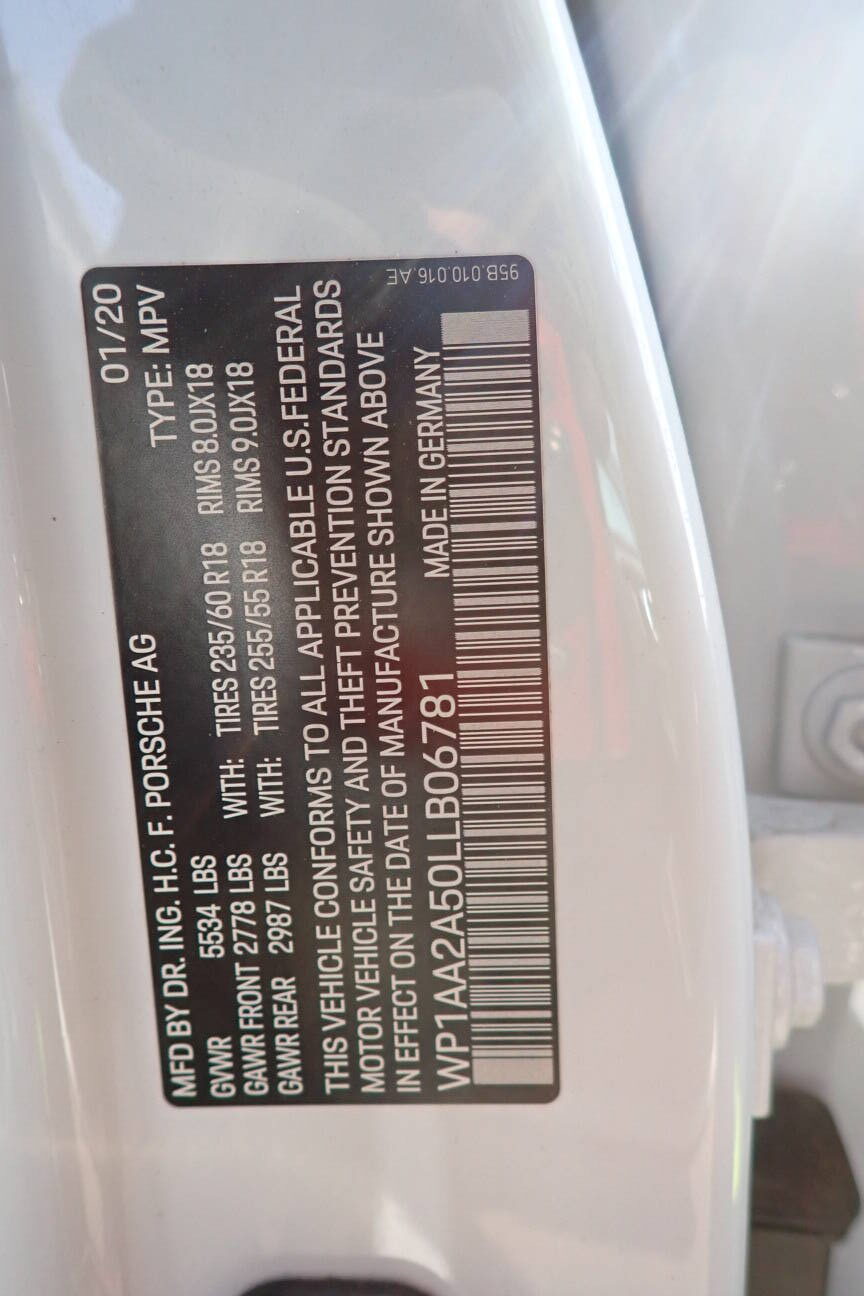 MFD BY DR. ING. H.C. F. PORSCHE AG 01/20
GVWR 5534 LBS TYPE: MPV
GAWR FRONT 2778 LBS WITH: TIRES 235/60 R18 RIMS 8.0JX18
GAWR REAR 2987 LBS WITH: TIRES 255/55 R18 RIMS 9.0JX18
THIS VEHICLE CONFORMS TO ALL APPLICABLE U.S.FEDERAL
MOTOR VEHICLE SAFETY AND THEFT PREVENTION STANDARDS
IN EFFECT ON THE DATE OF MANUFACTURE SHOWN ABOVE
WP1AA2A50LLB06781 MADE IN GERMANY
95B.010.016.AE